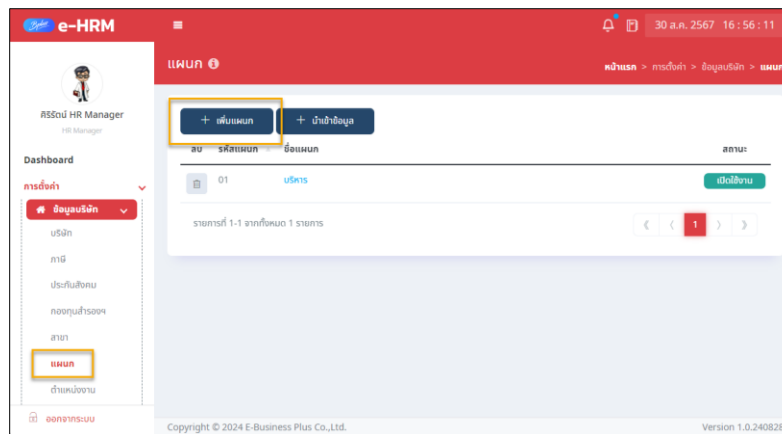 Bplus e-HRM
30 ส.ค. 2567 16 : 56 : 11
แผนก
หน้าแรก > การตั้งค่า > ข้อมูลบริษัท > แผนก
ศิริรัตน์ HR Manager
HR Manager
Dashboard
การตั้งค่า
ข้อมูลบริษัท
บริษัท
ภาษี
ประกันสังคม
กองทุนสำรองฯ
สาขา
แผนก
ตำแหน่งงาน
ออกจากระบบ
+ เพิ่มแผนก
+ นำเข้าข้อมูล
ลบ รหัสแผนก ชื่อแผนก สถานะ
01 บริหาร เปิดใช้งาน
รายการที่ 1-1 จากทั้งหมด 1 รายการ
1
Copyright © 2024 E-Business Plus Co.,Ltd.
Version 1.0.240823